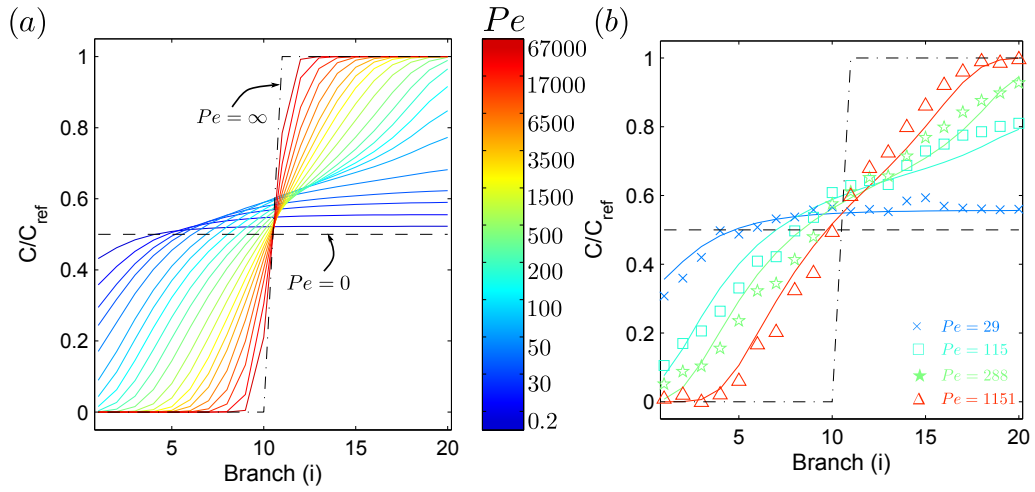 (a)
C/C_ref
1
0.8
0.6
0.4
0.2
0
Pe = ∞
Pe = 0
5
10
15
20
Branch (i)
Pe
67000
17000
6500
3500
1500
500
200
100
50
30
0.2
(b)
C/C_ref
1
0.8
0.6
0.4
0.2
0
Pe = 29
Pe = 115
Pe = 288
Pe = 1151
5
10
15
20
Branch (i)